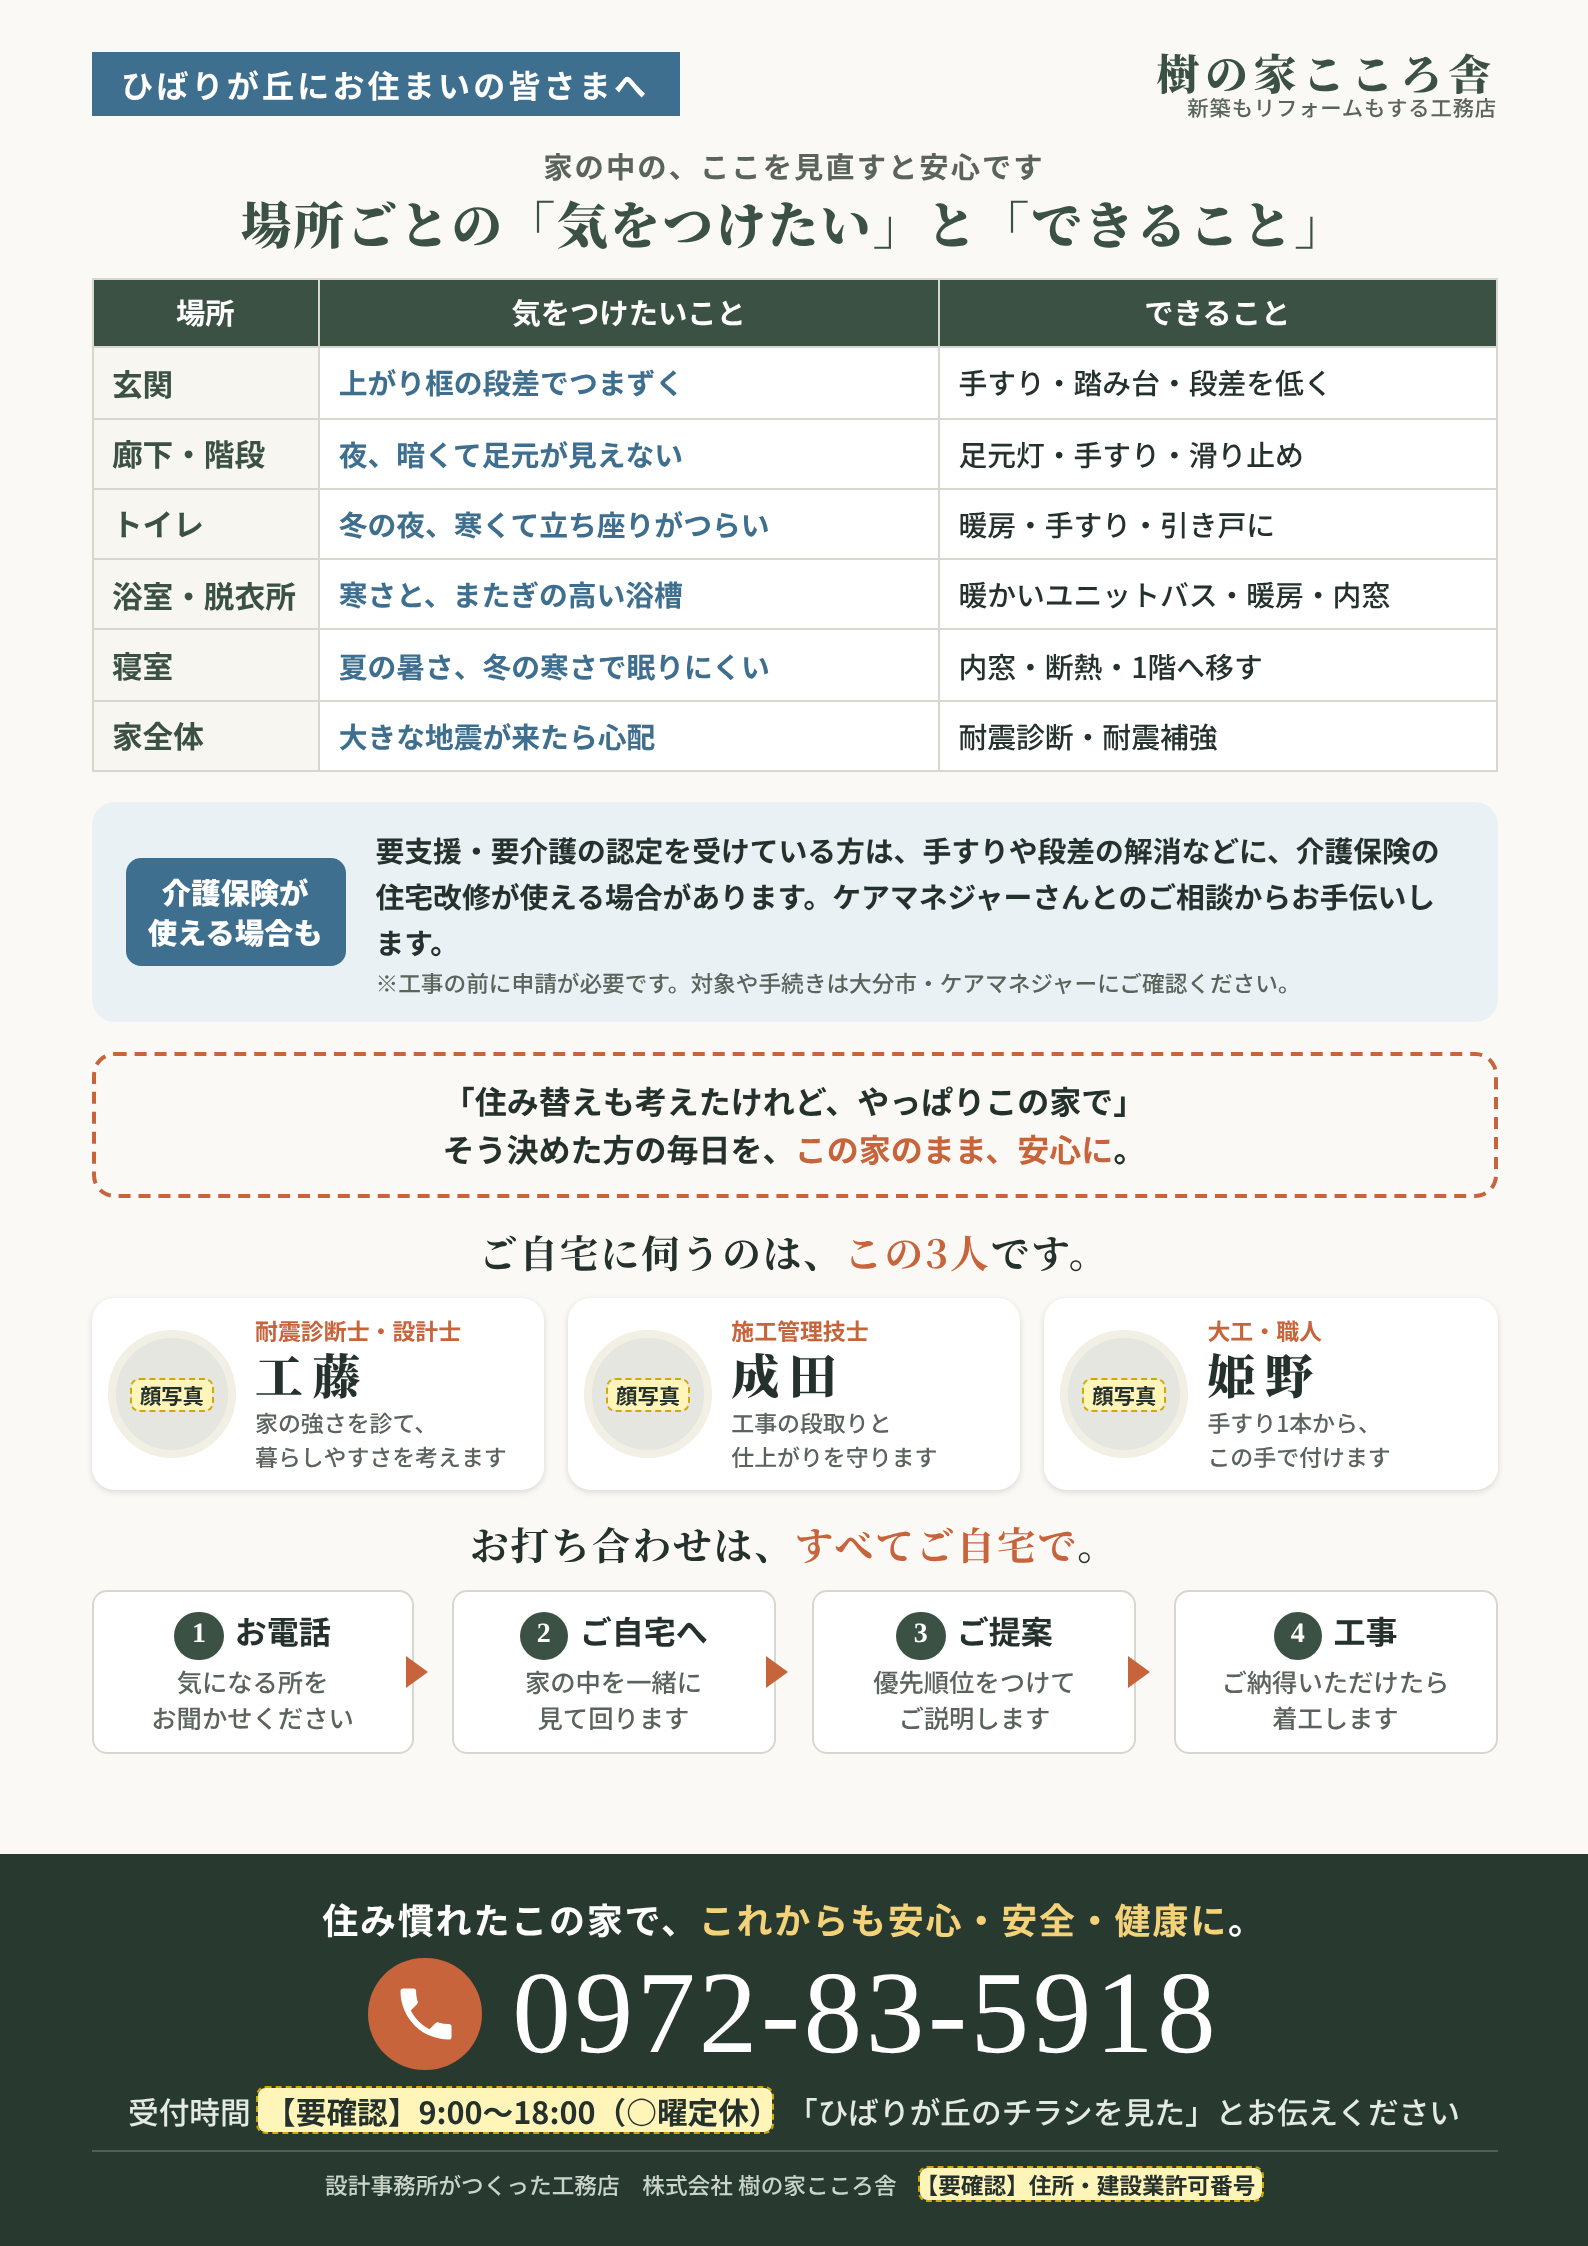 ひばりが丘にお住まいの皆さまへ
樹の家こころ舎
新築もリフォームもする工務店
家の中の、ここを見直すと安心です
場所ごとの「気をつけたい」と「できること」
場所 気をつけたいこと できること
玄関 上がり框の段差でつまずく 手すり・踏み台・段差を低く
廊下・階段 夜、暗くて足元が見えない 足元灯・手すり・滑り止め
トイレ 冬の夜、寒くて立ち座りがつらい 暖房・手すり・引き戸に
浴室・脱衣所 寒さと、またぎの高い浴槽 暖かいユニットバス・暖房・内窓
寝室 夏の暑さ、冬の寒さで眠りにくい 内窓・断熱・1階へ移す
家全体 大きな地震が来たら心配 耐震診断・耐震補強
介護保険が
使える場合も
要支援・要介護の認定を受けている方は、手すりや段差の解消などに、介護保険の
住宅改修が使える場合があります。ケアマネジャーさんとのご相談からお手伝いし
ます。
※工事の前に申請が必要です。対象や手続きは大分市・ケアマネジャーにご確認ください。
「住み替えも考えたけれど、やっぱりこの家で」
そう決めた方の毎日を、この家のまま、安心に。
ご自宅に伺うのは、この3人です。
顔写真
耐震診断士・設計士
工藤
家の強さを診て、
暮らしやすさを考えます
顔写真
施工管理技士
成田
工事の段取りと
仕上がりを守ります
顔写真
大工・職人
姫野
手すり1本から、
この手で付けます
お打ち合わせは、すべてご自宅で。
1 お電話
気になる所を
お聞かせください
2 ご自宅へ
家の中を一緒に
見て回ります
3 ご提案
優先順位をつけて
ご説明します
4 工事
ご納得いただけたら
着工します
住み慣れたこの家で、これからも安心・安全・健康に。
0972-83-5918
受付時間【要確認】9:00〜18:00（○曜定休）「ひばりが丘のチラシを見た」とお伝えください
設計事務所がつくった工務店　株式会社 樹の家こころ舎　【要確認】住所・建設業許可番号